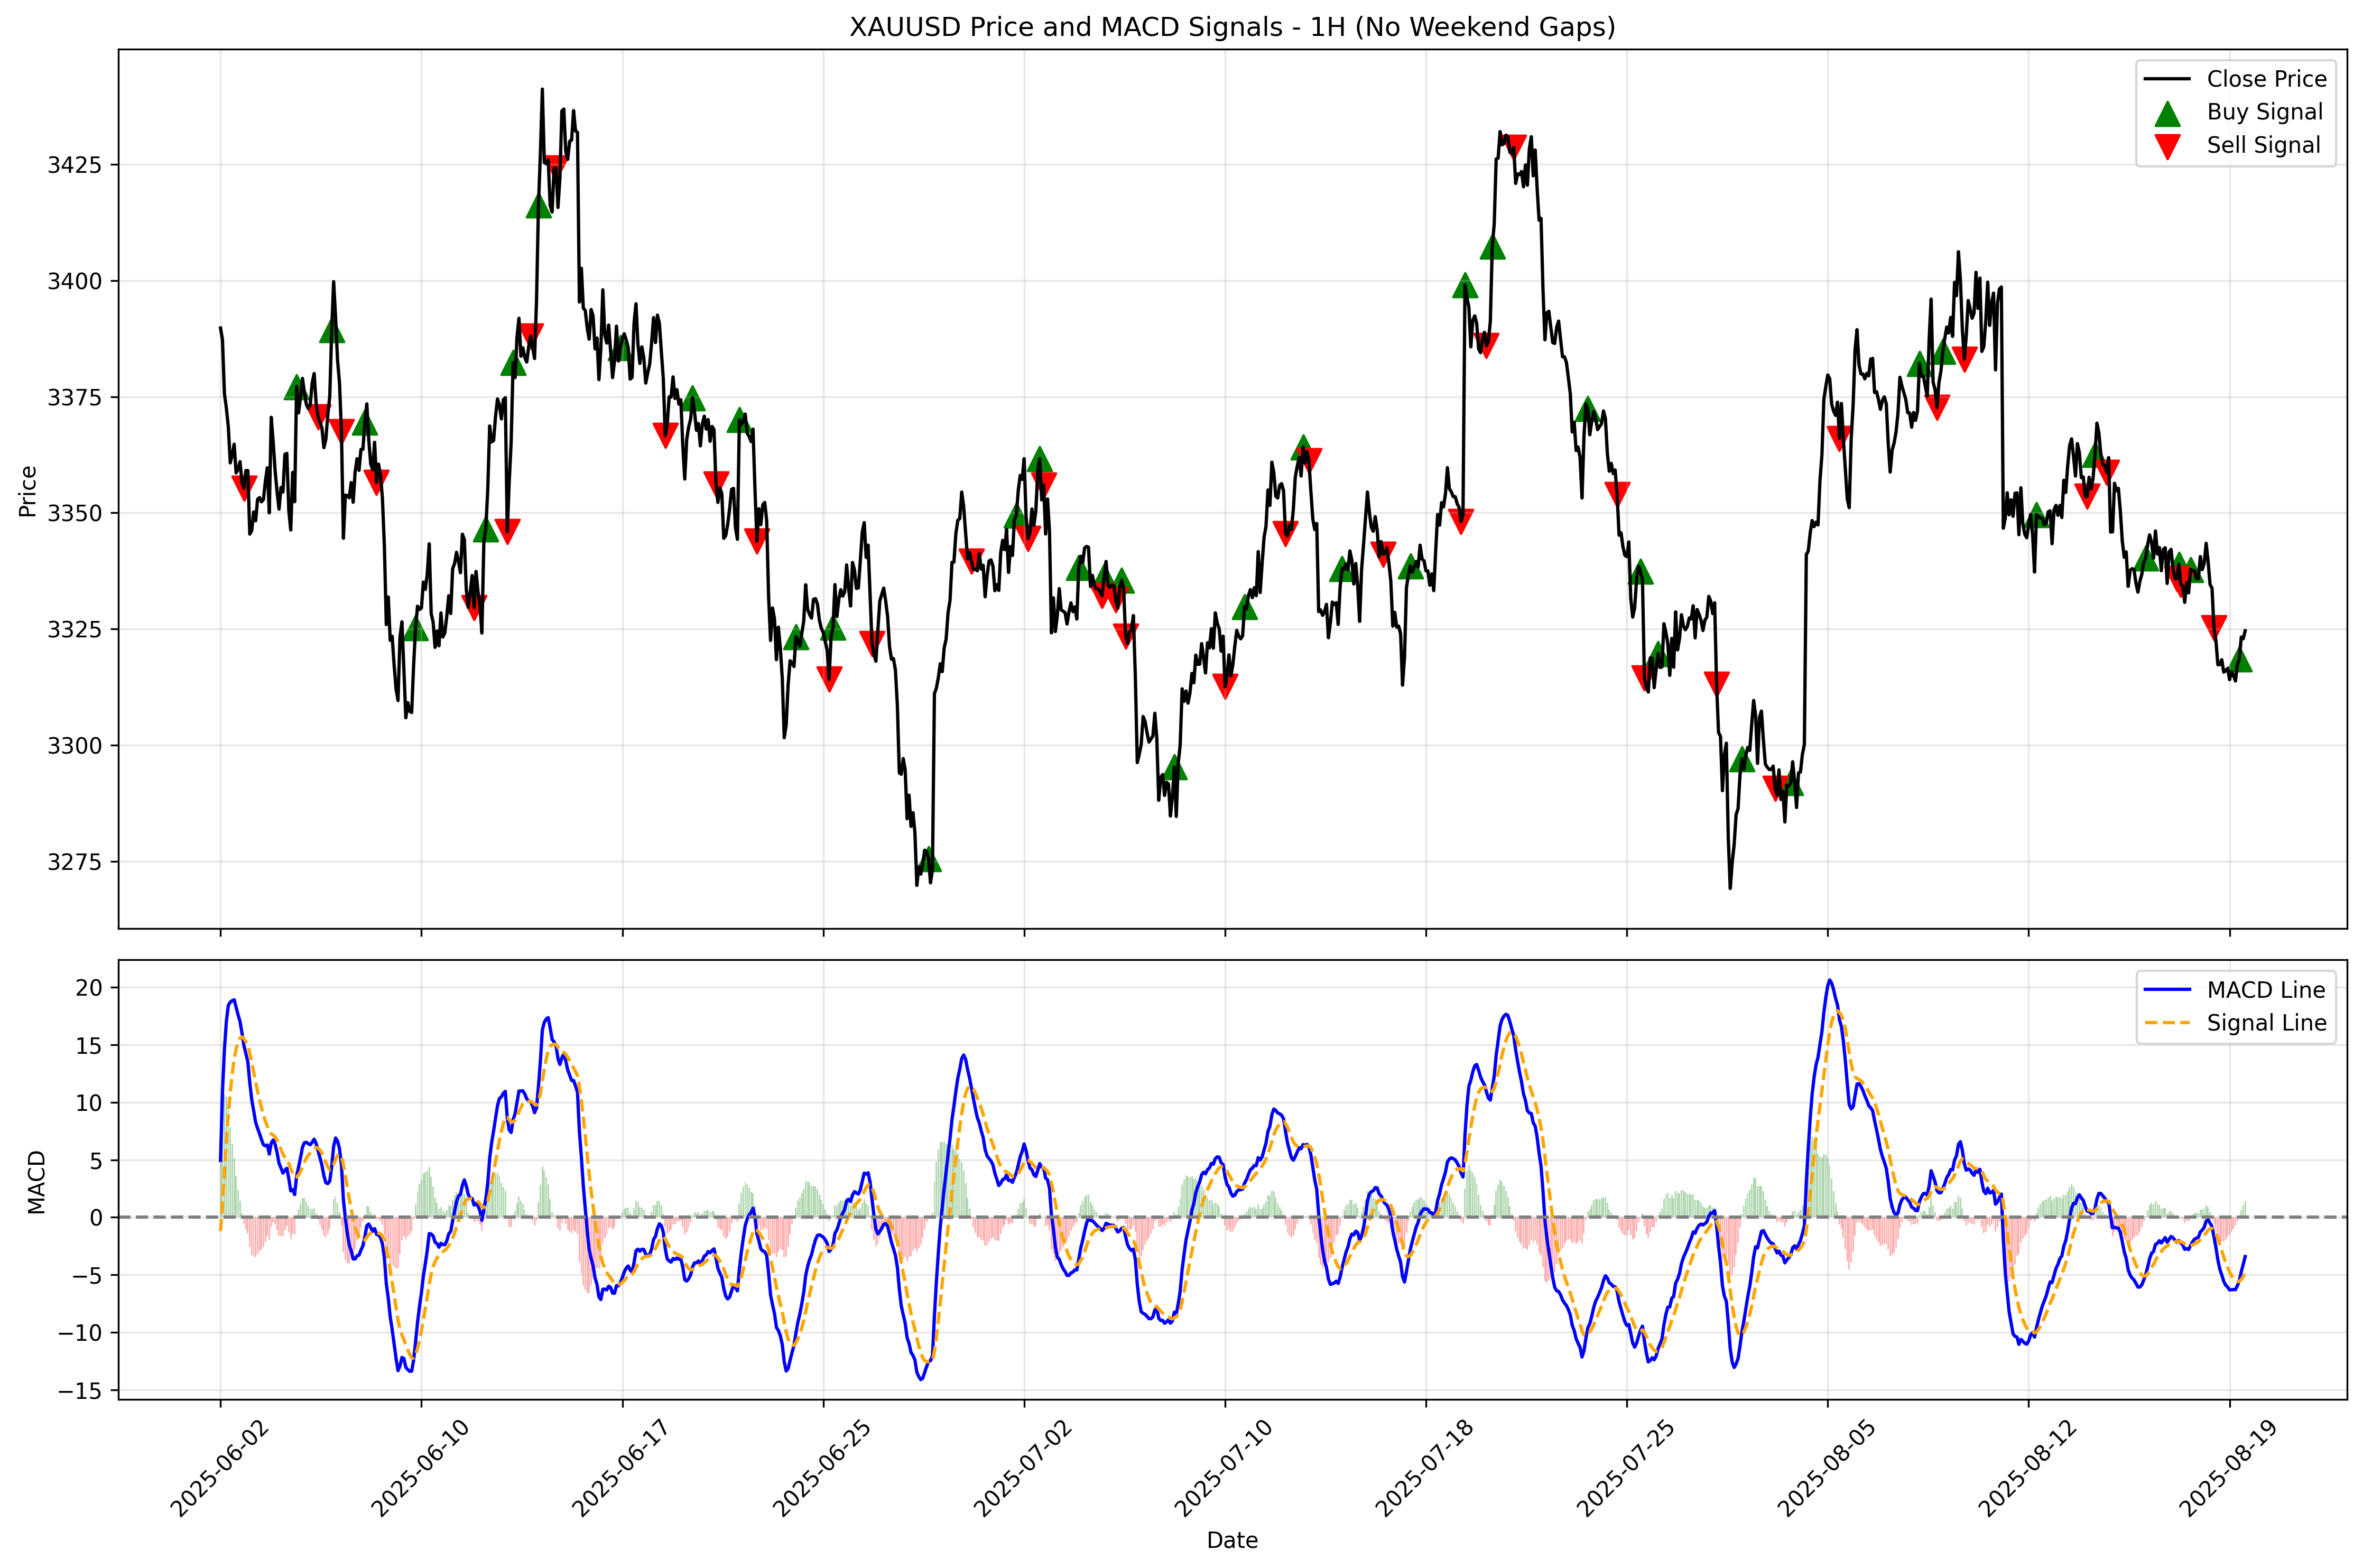 XAUUSD Price and MACD Signals - 1H (No Weekend Gaps)
Close Price
Buy Signal
Sell Signal
Price
3425
3400
3375
3350
3325
3300
3275
MACD Line
Signal Line
MACD
20
15
10
5
0
−5
−10
−15
2025-06-02
2025-06-10
2025-06-17
2025-06-25
2025-07-02
2025-07-10
2025-07-18
2025-07-25
2025-08-05
2025-08-12
2025-08-19
Date